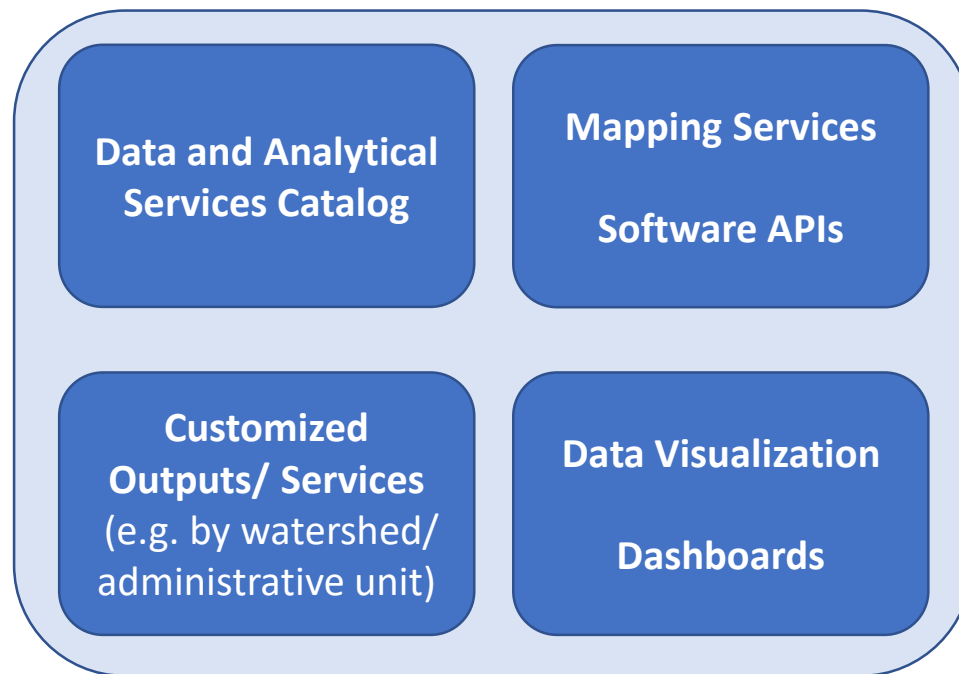 Data and Analytical
Services Catalog
Mapping Services
Software APIs
Customized
Outputs/ Services
(e.g. by watershed/
administrative unit)
Data Visualization
Dashboards